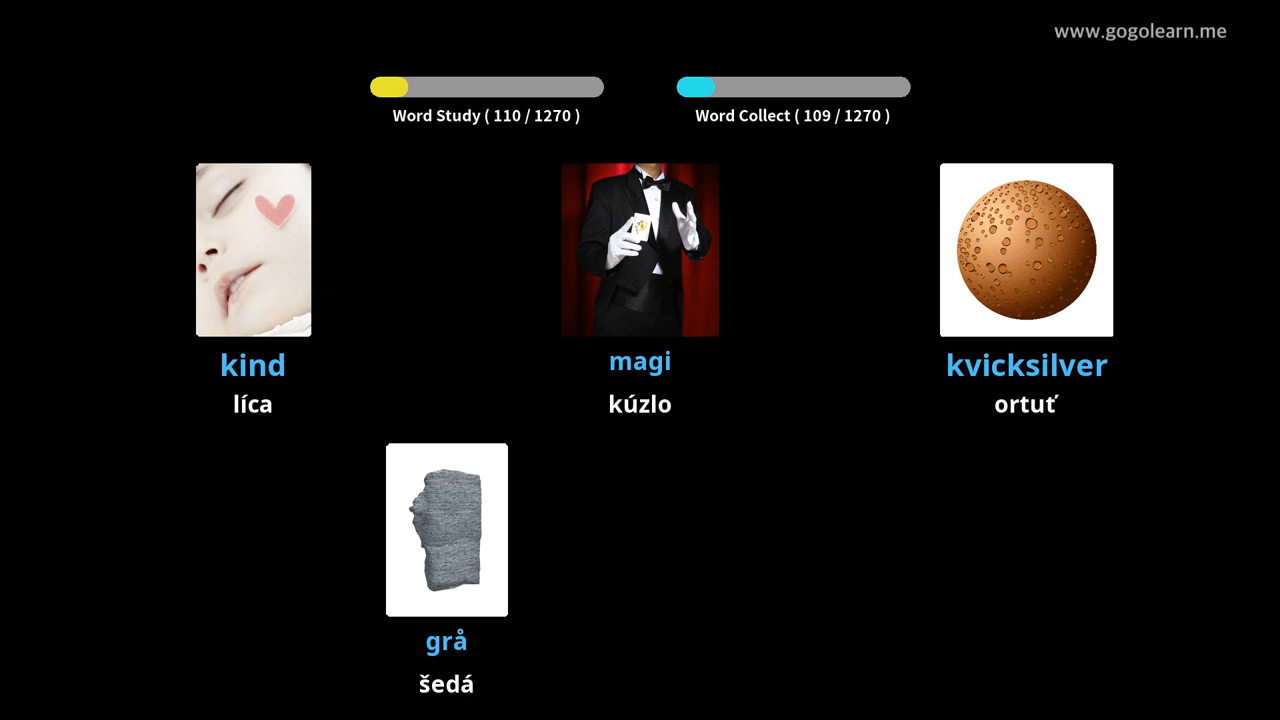 www.gogolearn.me
Word Study ( 110 / 1270 )
Word Collect ( 109 / 1270 )
kind
líca
magi
kúzlo
kvicksilver
ortuť
grå
šedá